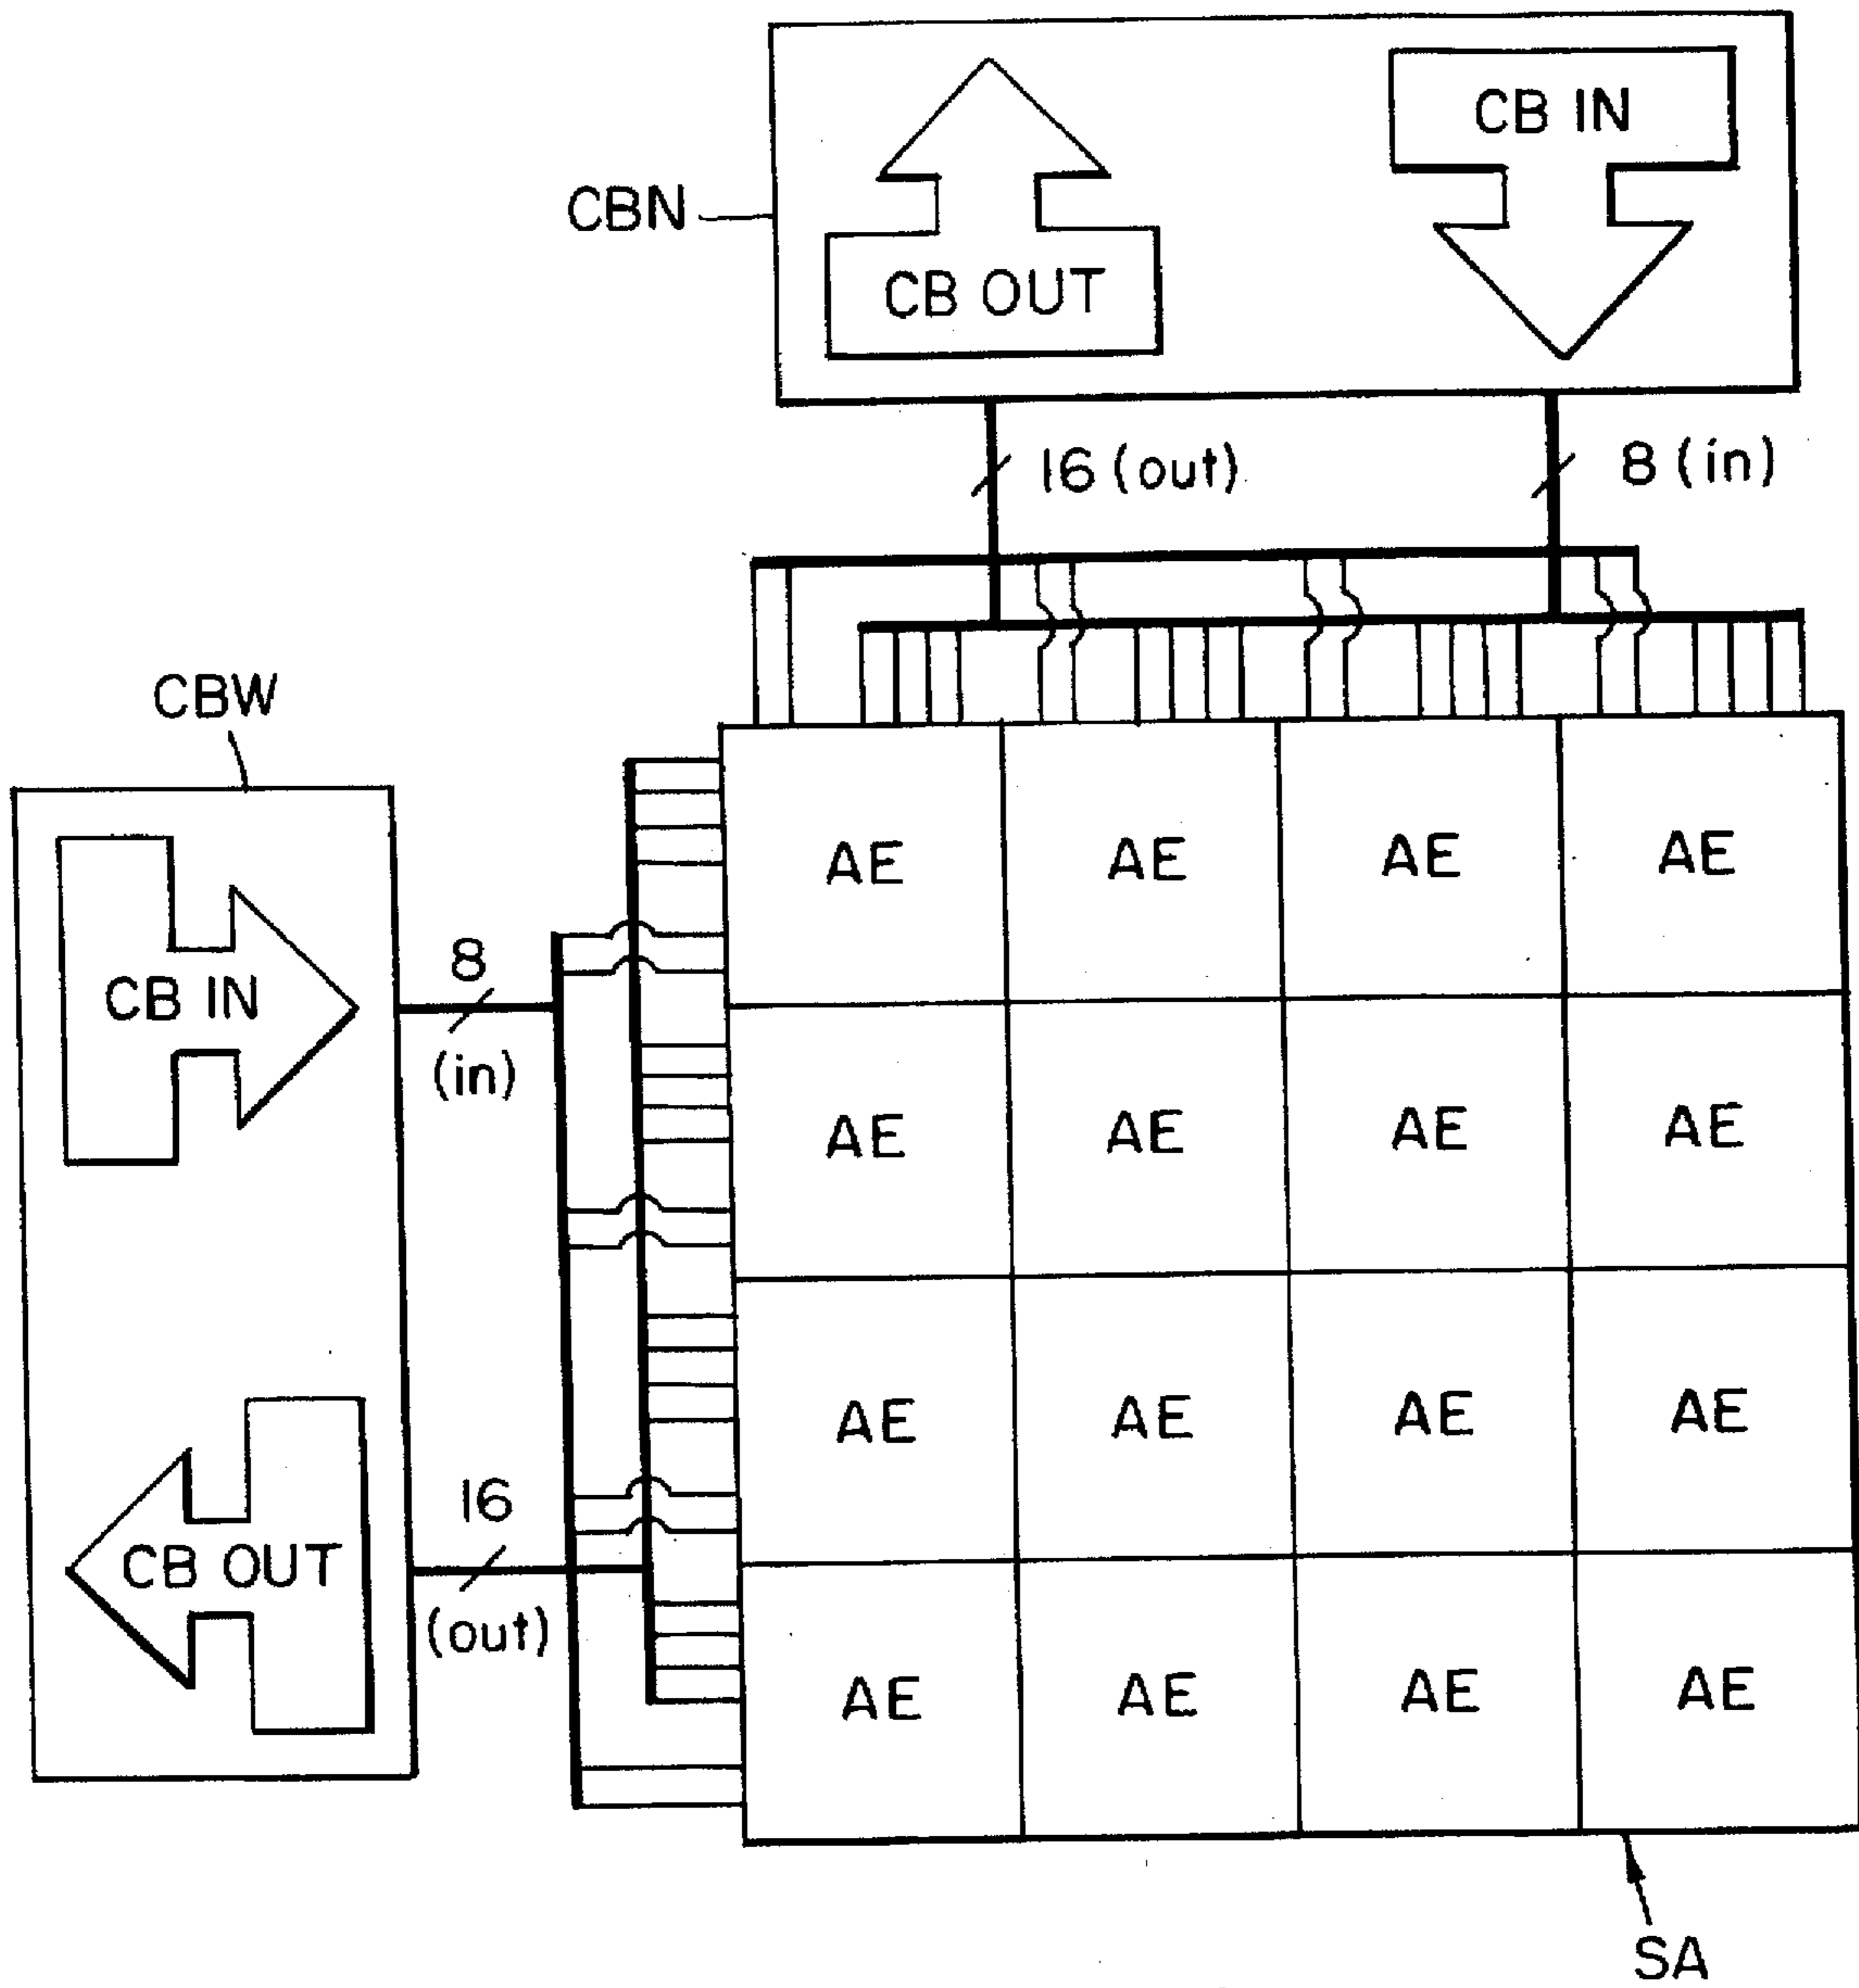 CB IN
CBN
CB OUT
16 (out)
8 (in)
CBW
AE AE AE AE
8
CB IN
(in)
AE AE AE AE
AE AE AE AE
16
CB OUT
(out)
AE AE AE AE
SA